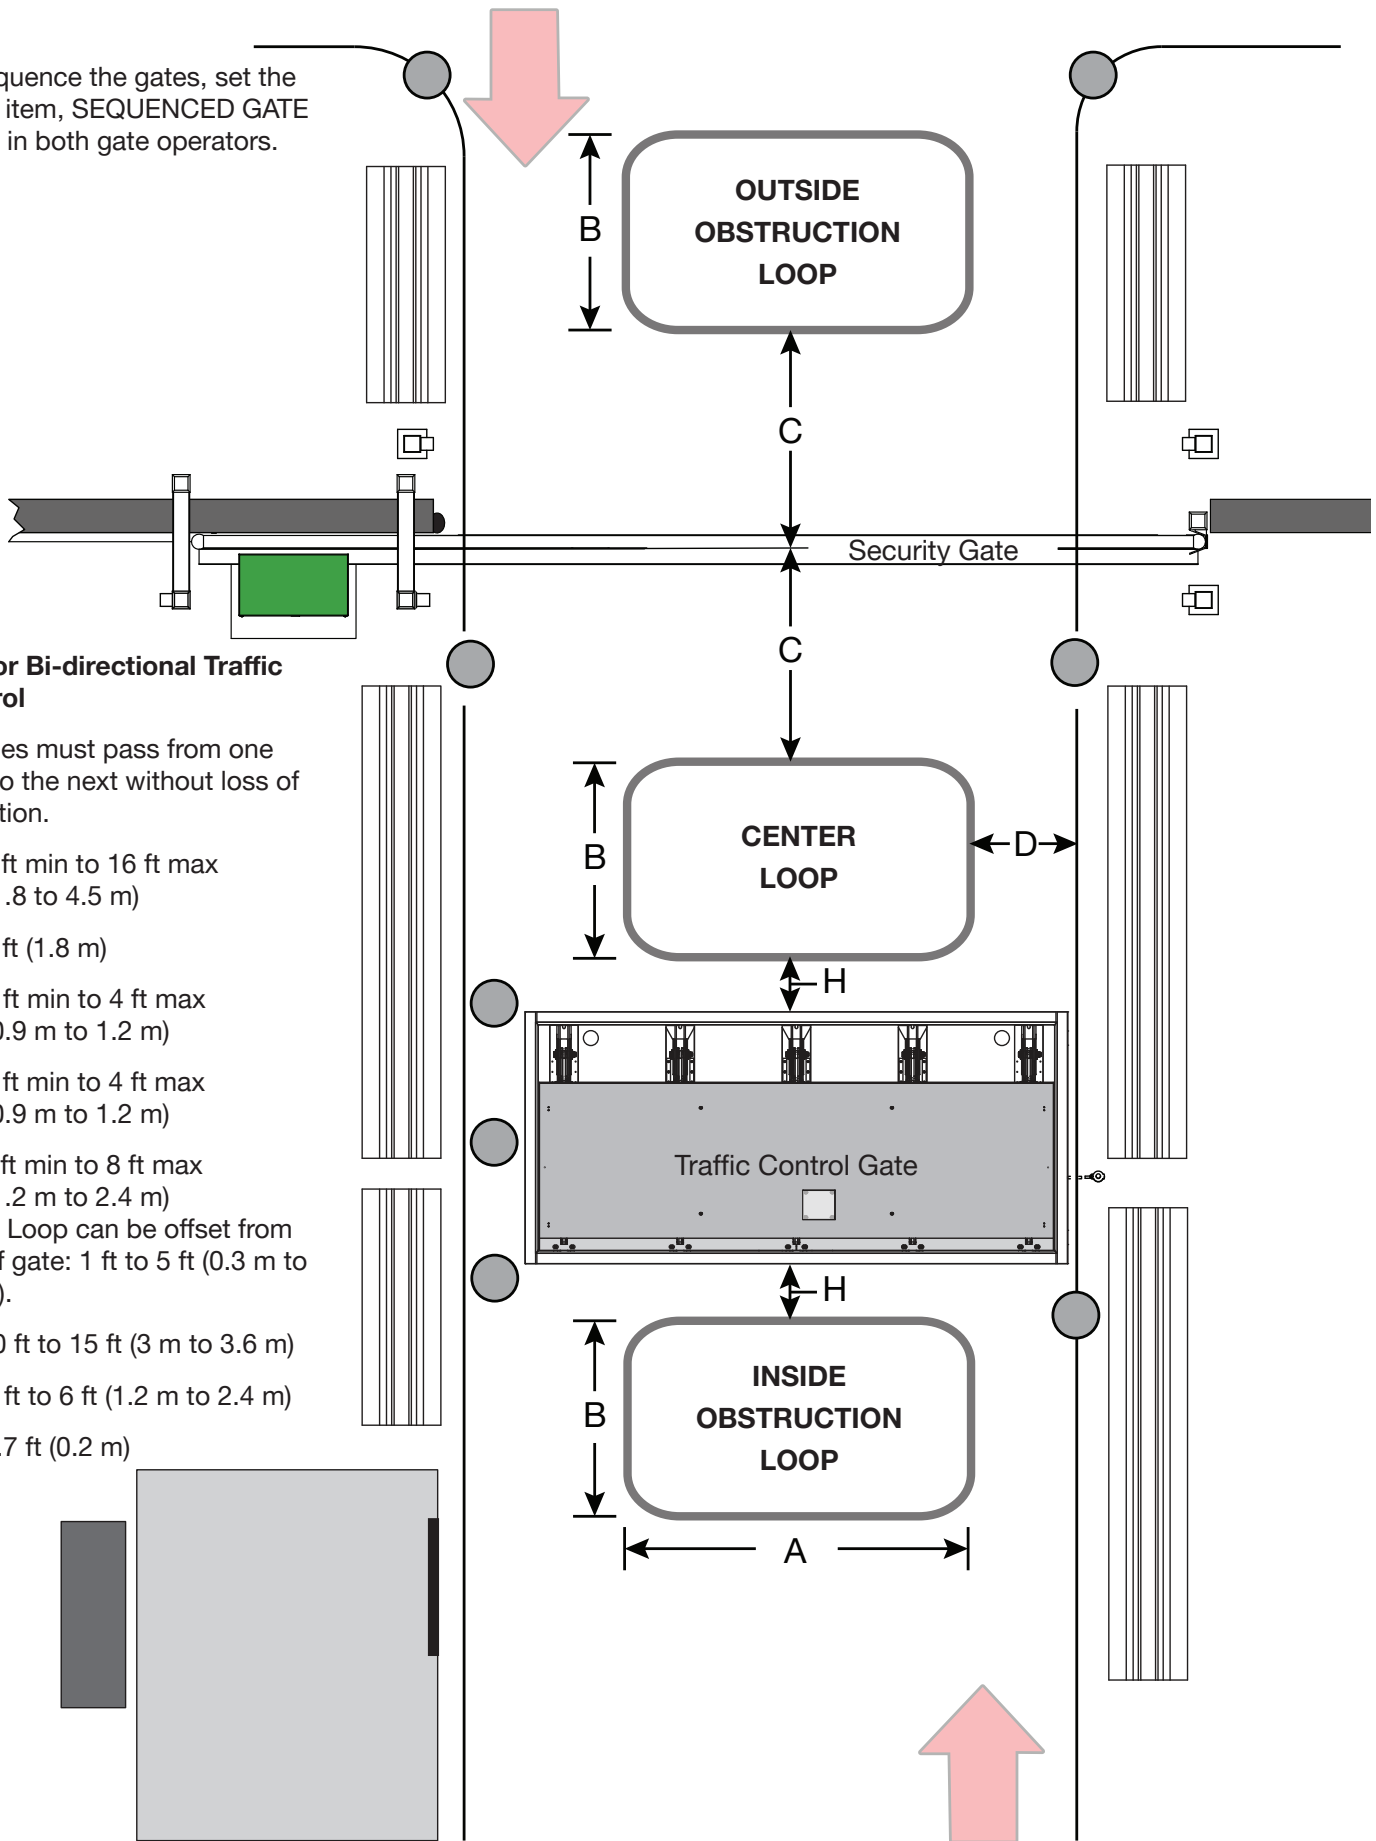 quence the gates, set the
item, SEQUENCED GATE
in both gate operators.
OUTSIDE
OBSTRUCTION
LOOP
B
C
Security Gate
C
or Bi-directional Traffic
rol
es must pass from one
o the next without loss of
tion.
ft min to 16 ft max
.8 to 4.5 m)
ft (1.8 m)
ft min to 4 ft max
0.9 m to 1.2 m)
ft min to 4 ft max
0.9 m to 1.2 m)
ft min to 8 ft max
.2 m to 2.4 m)
Loop can be offset from
f gate: 1 ft to 5 ft (0.3 m to
).
0 ft to 15 ft (3 m to 3.6 m)
ft to 6 ft (1.2 m to 2.4 m)
.7 ft (0.2 m)
B
CENTER
LOOP
D
H
Traffic Control Gate
H
B
INSIDE
OBSTRUCTION
LOOP
A